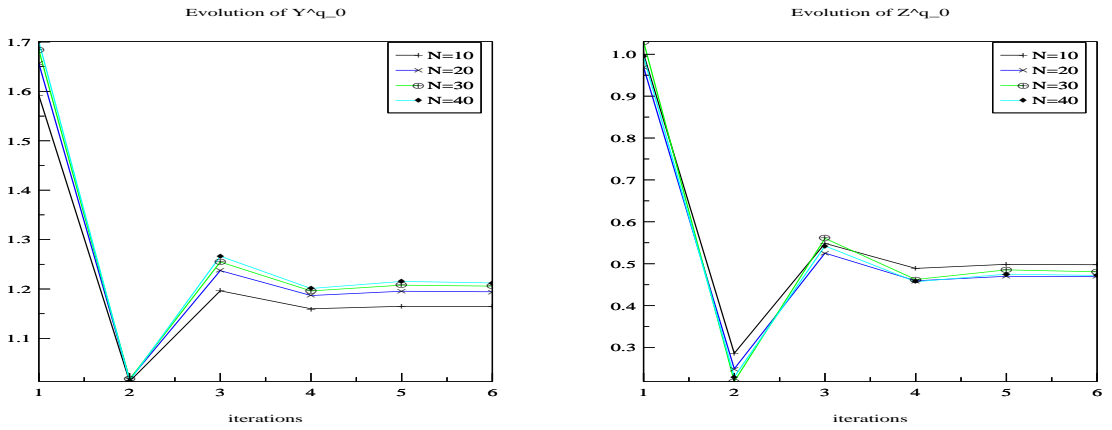 Evolution of Y^q_0
1.7
1.6
1.5
1.4
1.3
1.2
1.1
1 2 3 4 5 6
iterations
N=10
N=20
N=30
N=40
Evolution of Z^q_0
1.0
0.9
0.8
0.7
0.6
0.5
0.4
0.3
1 2 3 4 5 6
iterations
N=10
N=20
N=30
N=40